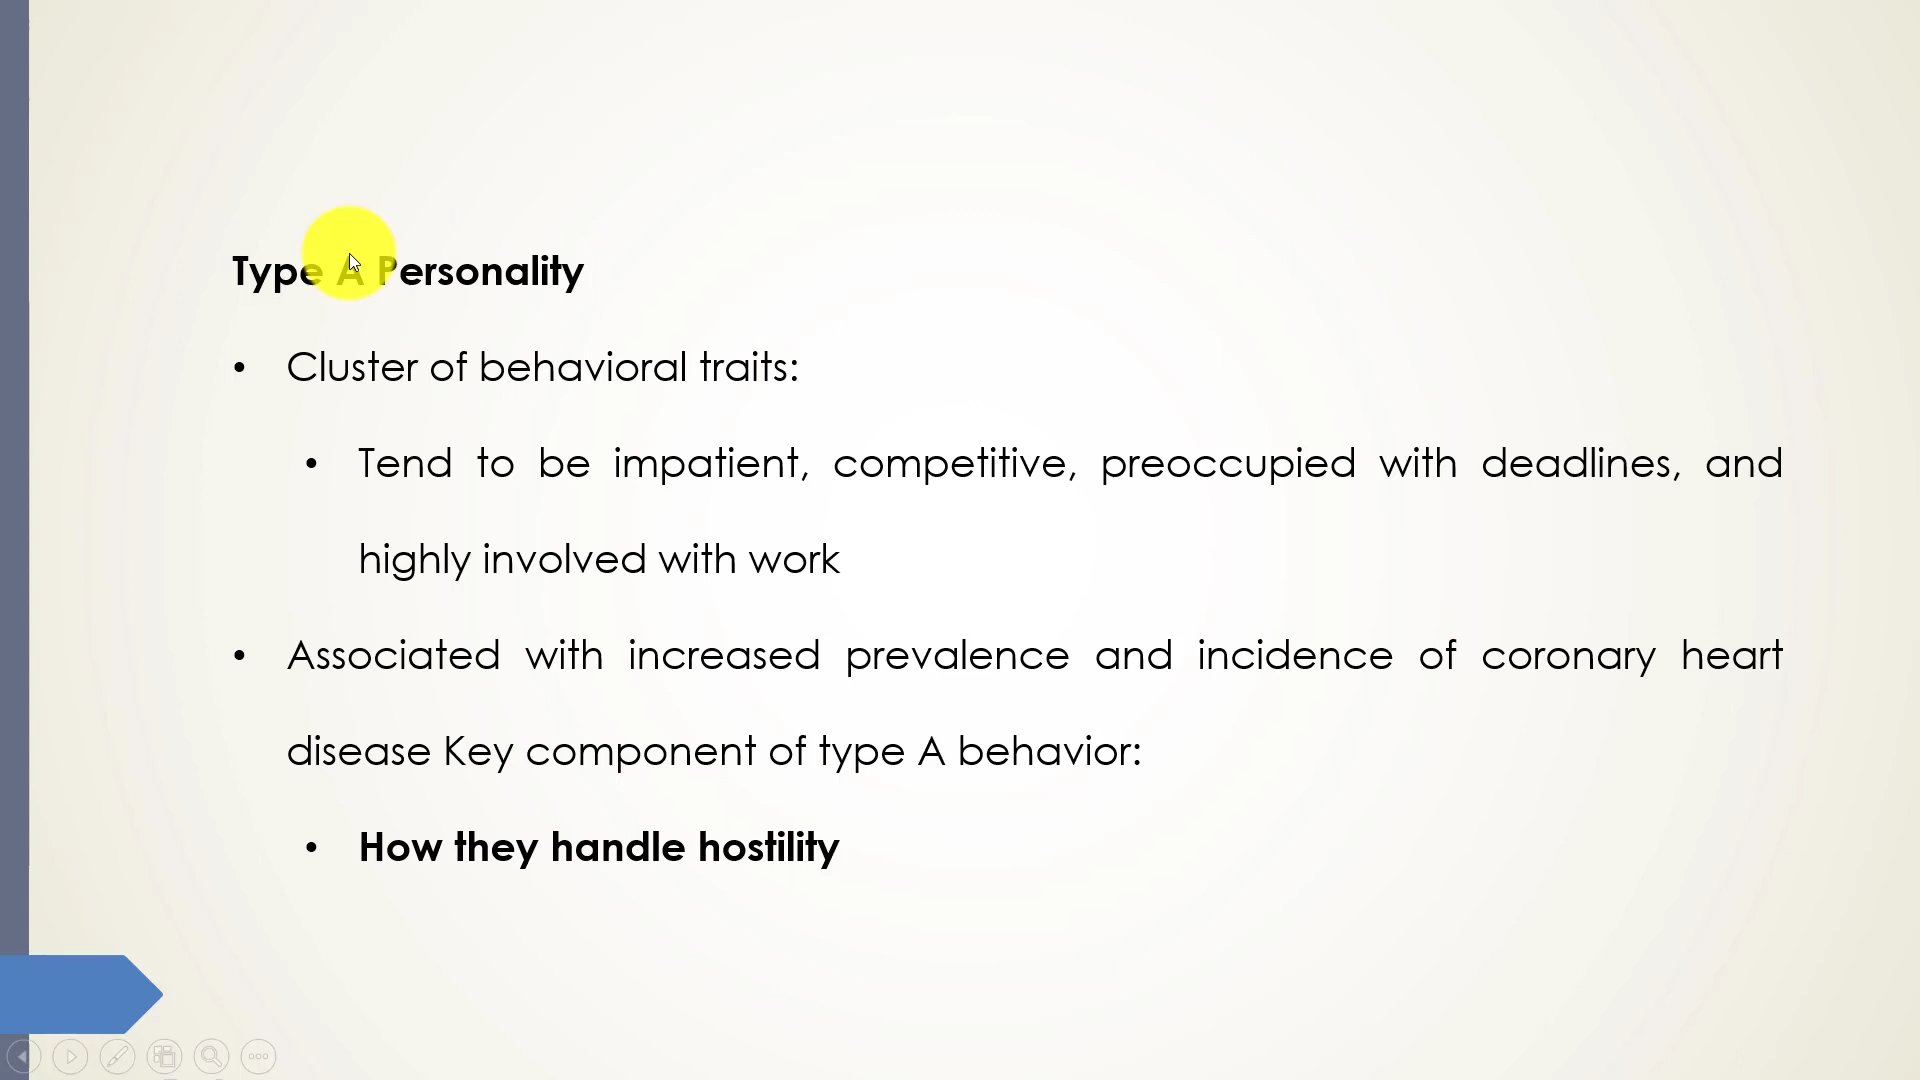 Type A Personality
• Cluster of behavioral traits:
• Tend to be impatient, competitive, preoccupied with deadlines, and
highly involved with work
• Associated with increased prevalence and incidence of coronary heart
disease Key component of type A behavior:
• How they handle hostility